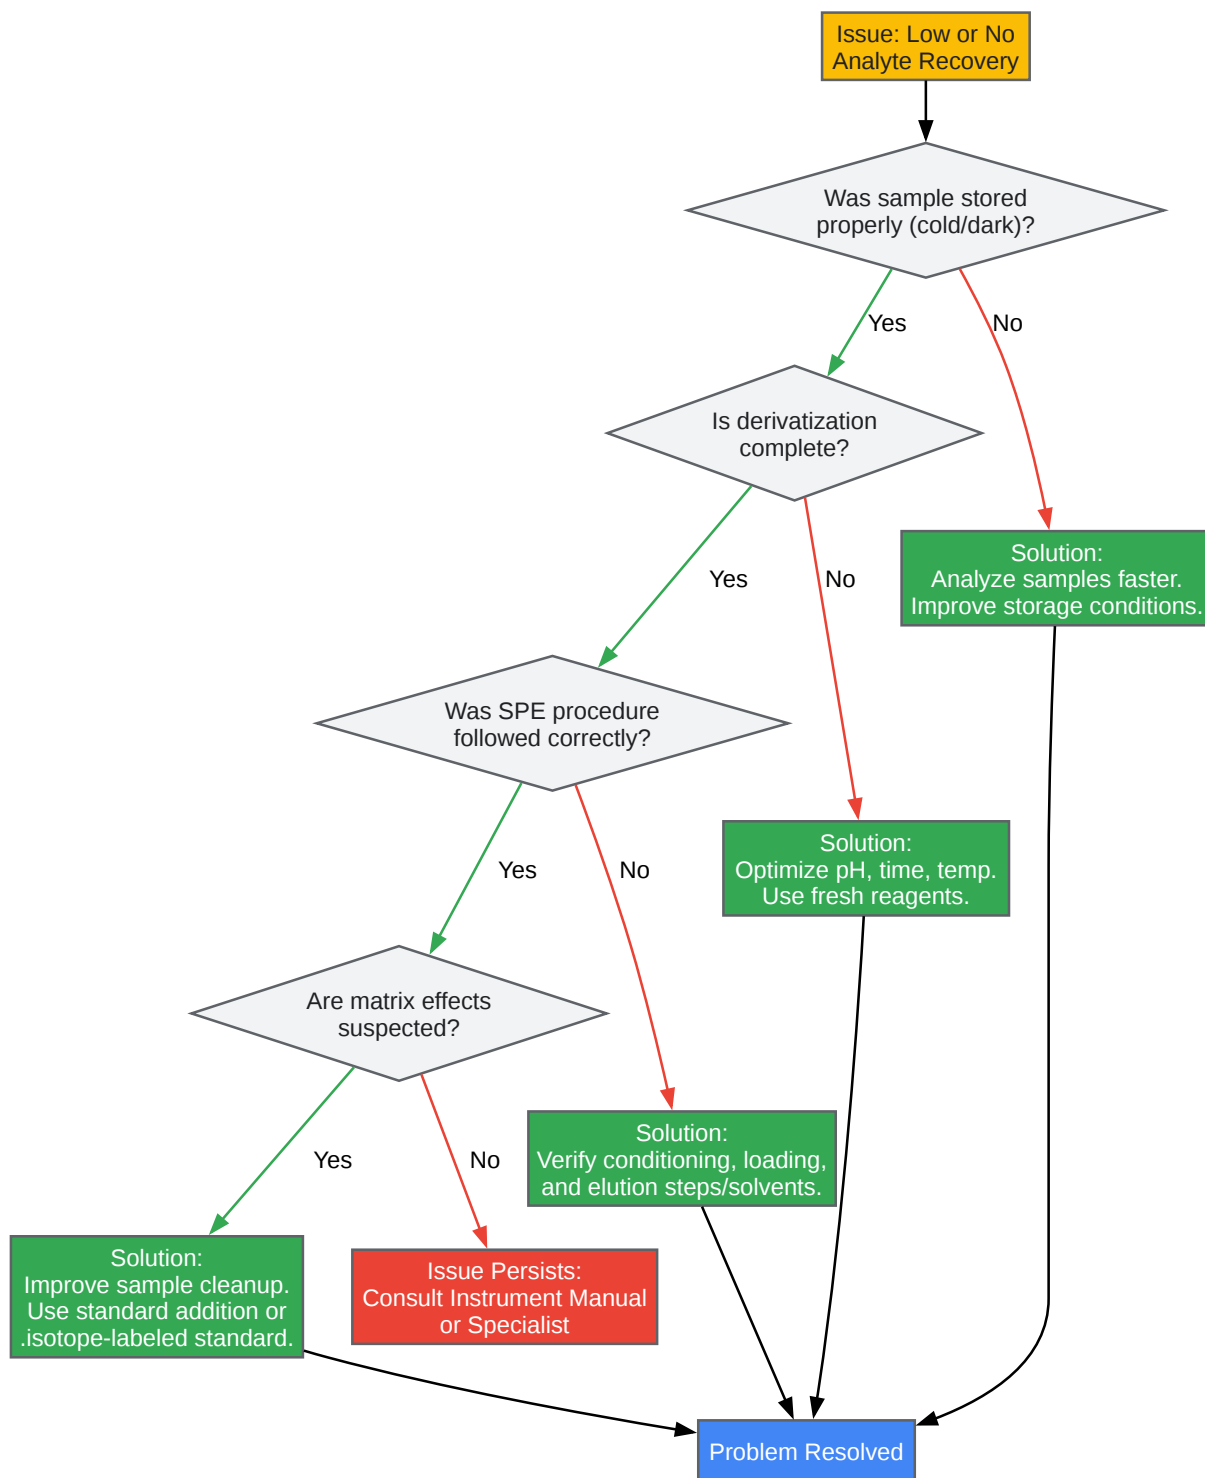 Issue: Low or No
Analyte Recovery
Was sample stored
properly (cold/dark)?
Yes
No
Is derivatization
complete?
Yes
No
Solution:
Analyze samples faster.
Improve storage conditions.
Was SPE procedure
followed correctly?
Yes
No
Solution:
Optimize pH, time, temp.
Use fresh reagents.
Are matrix effects
suspected?
Yes
No
Solution:
Verify conditioning, loading,
and elution steps/solvents.
Solution:
Improve sample cleanup.
Use standard addition or
.isotope-labeled standard.
Issue Persists:
Consult Instrument Manual
or Specialist
Problem Resolved